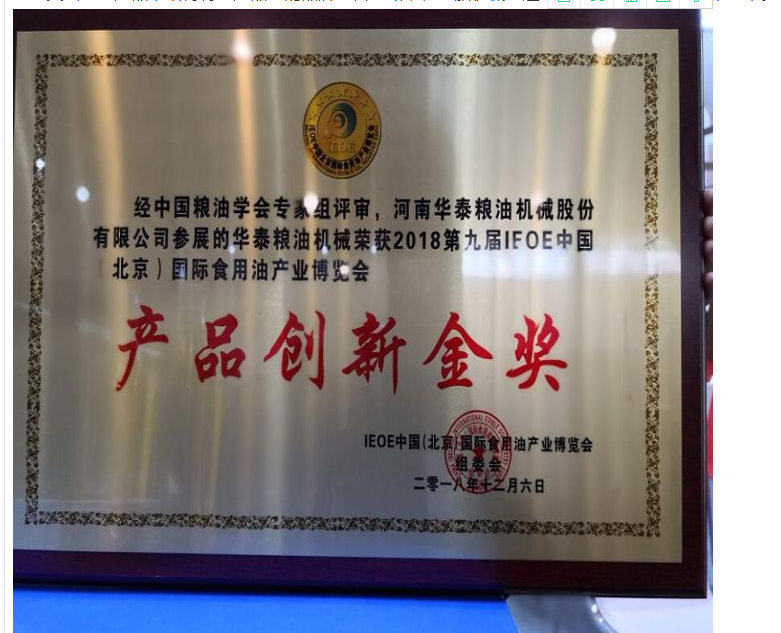 IEOE
经中国粮油学会专家组评审，河南华泰粮油机械股份
有限公司参展的华泰粮油机械荣获2018第九届IFOE中国
（北京）国际食用油产业博览会
产品创新金奖
IEOE中国(北京)国际食用油产业博览会
组委会
二零一八年十二月六日